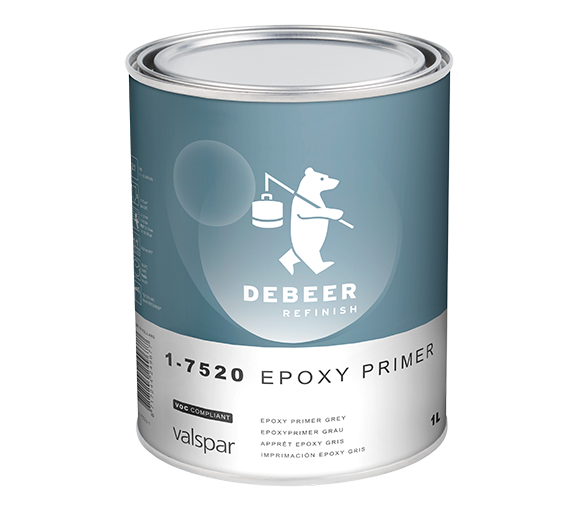 DEBEER
REFINISH
1-7520 EPOXY PRIMER
VOC COMPLIANT
valspar
EPOXY PRIMER GREY
EPOXYPRIMER GRAU
APPRÊT EPOXY GRIS
IMPRIMACIÓN EPOXY GRIS
1L